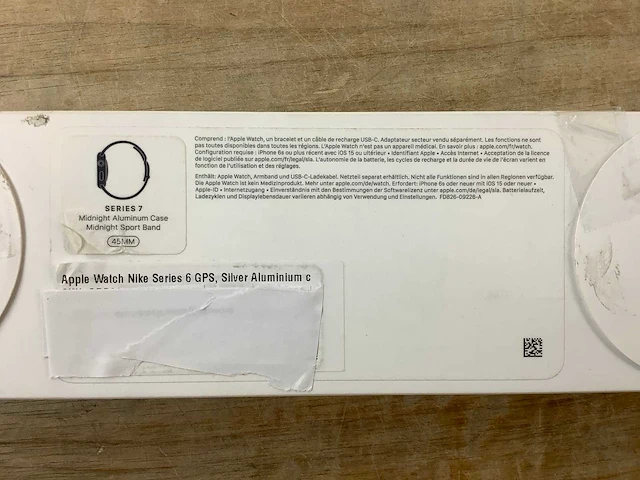 Comprend : l'Apple Watch, un bracelet et un câble de recharge USB-C. Adaptateur secteur vendu séparément. Les fonctions ne sont
pas toutes disponibles dans toutes les régions. L'Apple Watch n'est pas un appareil médical. En savoir plus : apple.com/fr/watch.
Configuration requise : iPhone 6s ou plus récent avec iOS 15 ou ultérieur • Identifiant Apple • Accès à Internet • Acceptation de la licence
de logiciel publiée sur apple.com/fr/legal/sla. L'autonomie de la batterie, les cycles de recharge et la durée de vie de l'écran varient en
fonction de l'utilisation et des réglages.
Enthält: Apple Watch, Armband und USB-C-Ladekabel. Netzteil separat erhältlich. Nicht alle Funktionen sind in allen Regionen verfügbar.
Die Apple Watch ist kein Medizinprodukt. Mehr unter apple.com/de/watch. Erfordert: iPhone 6s oder neuer mit iOS 15 oder neuer •
Apple-ID • Internetzugang • Einverständnis mit den Bestimmungen der Softwarelizenz unter apple.com/de/legal/sla. Batterielaufzeit,
Ladezyklen und Displaylebensdauer variieren abhängig von Verwendung und Einstellungen. FD826-09226-A
SERIES 7
Midnight Aluminum Case
Midnight Sport Band
45MM
Apple Watch Nike Series 6 GPS, Silver Aluminium c